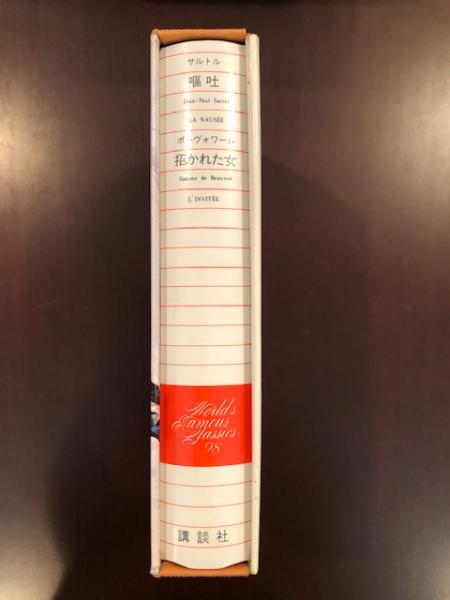 サルトル
嘔吐
Jean-Paul Sartre
LA NAUSÉE
ボーヴォワール
招かれた女
Simone de Beauvoir
L'INVITÉE
World's
Famous
Classics
98
講談社